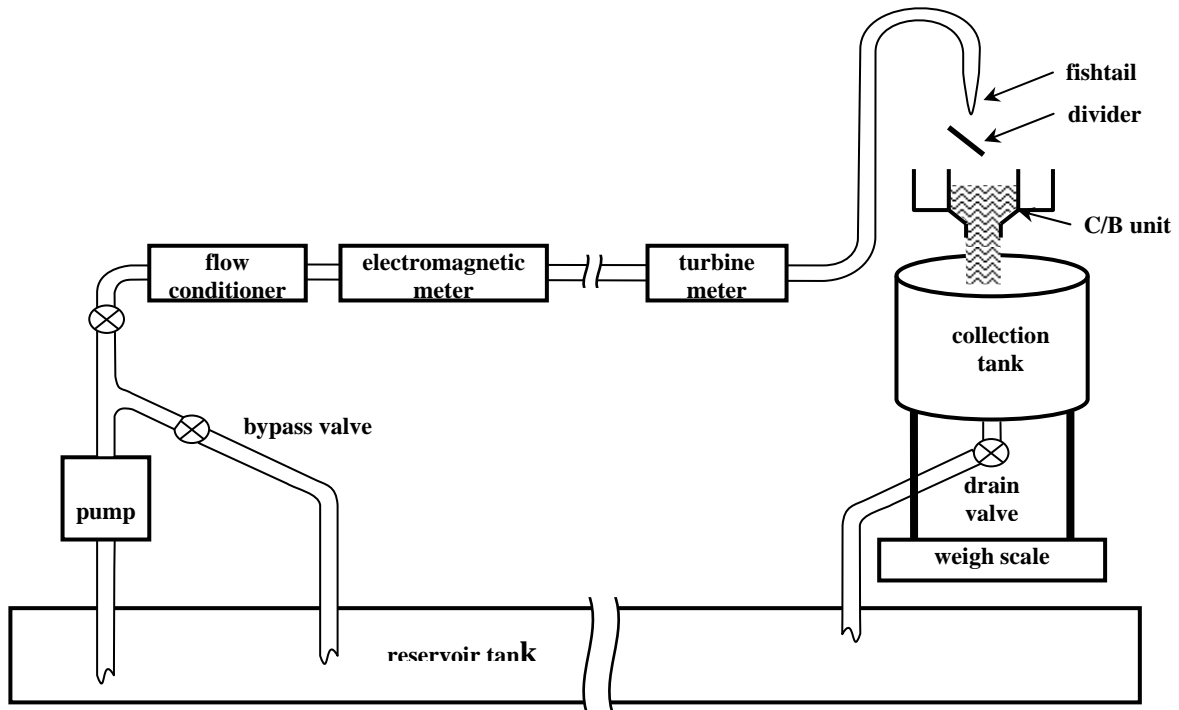 fishtail
divider
C/B unit
flow
conditioner
electromagnetic
meter
turbine
meter
collection
tank
bypass valve
pump
drain
valve
weigh scale
reservoir tank